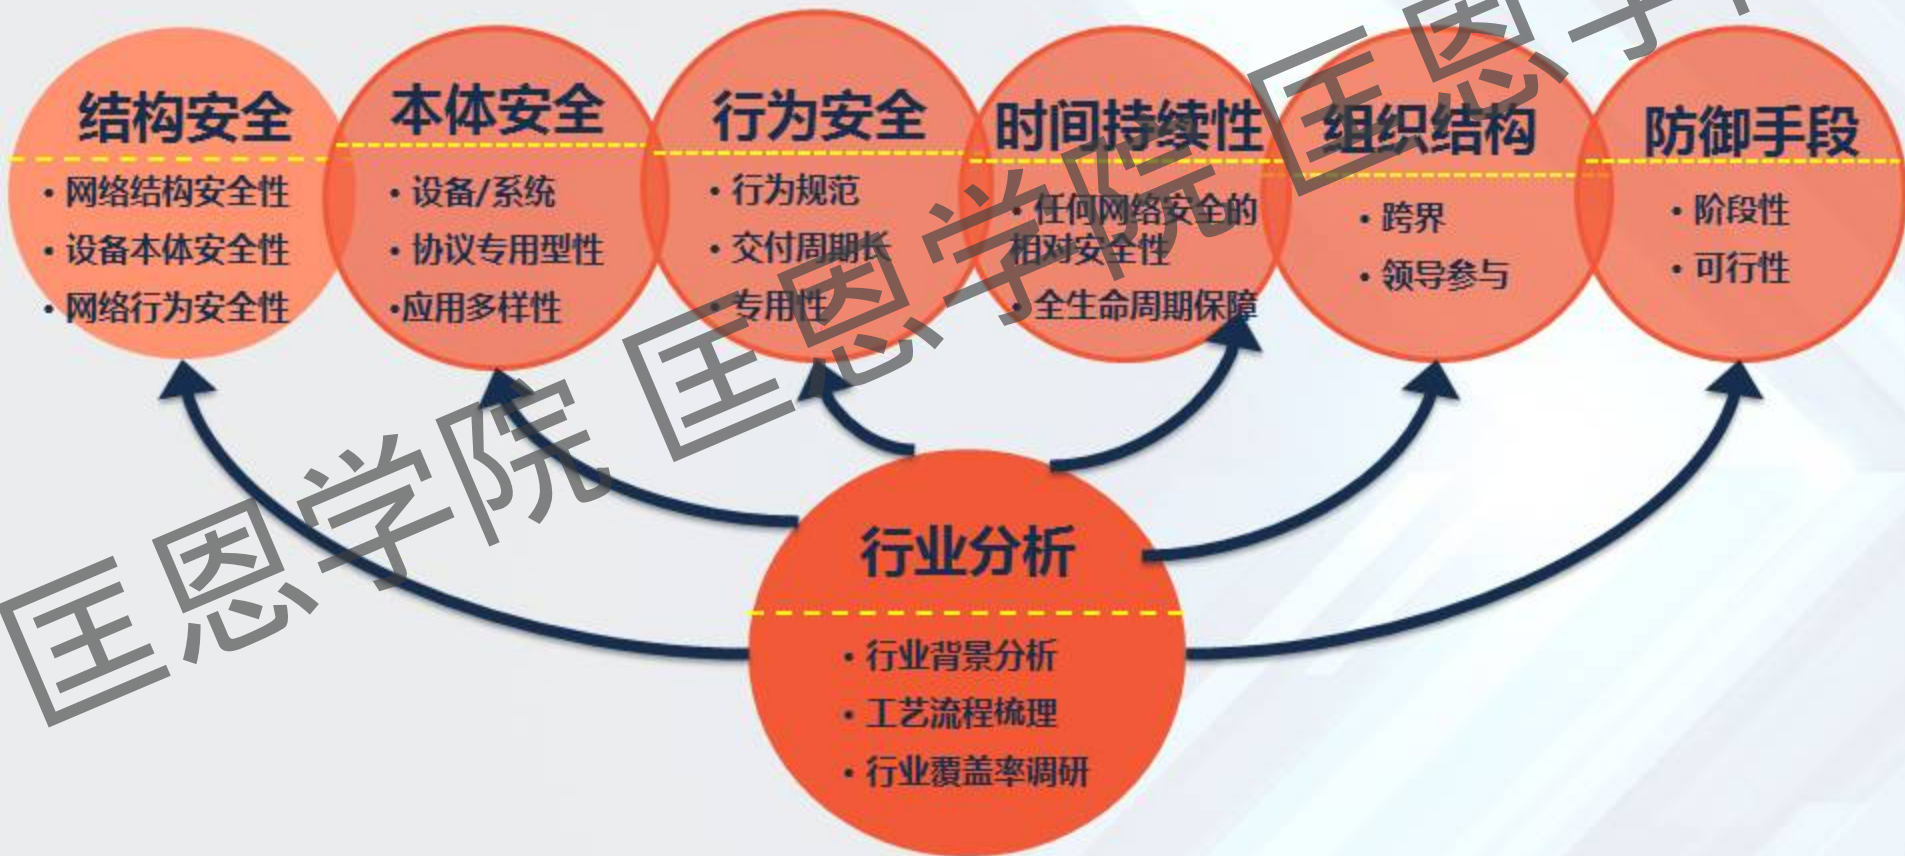 结构安全
• 网络结构安全性
• 设备本体安全性
• 网络行为安全性
本体安全
• 设备/系统
• 协议专用型性
•应用多样性
行为安全
• 行为规范
• 交付周期长
• 专用性
时间持续性
• 任何网络安全的
相对安全性
• 全生命周期保障
组织结构
• 跨界
• 领导参与
防御手段
• 阶段性
• 可行性
行业分析
• 行业背景分析
• 工艺流程梳理
• 行业覆盖率调研
匡恩学院 匡恩学院 匡恩学